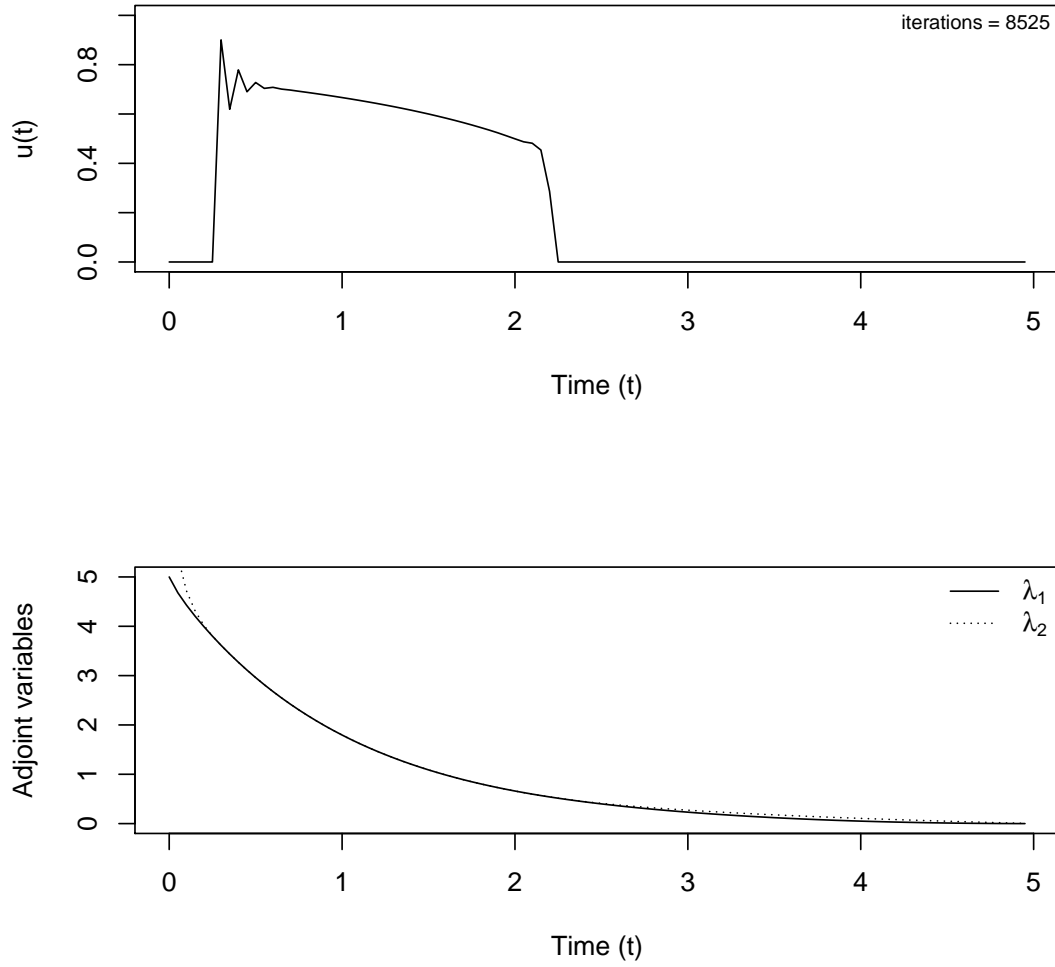 iterations = 8525
u(t)
0.0
0.4
0.8
0 1 2 3 4 5
Time (t)
λ1
λ2
Adjoint variables
0
1
2
3
4
5
0 1 2 3 4 5
Time (t)